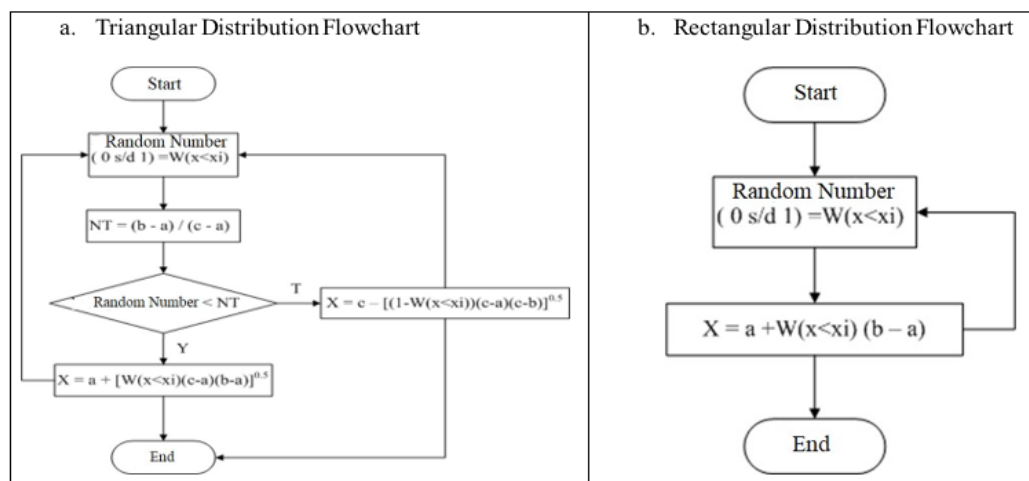 a. Triangular Distribution Flowchart
Start
Random Number
( 0 s/d 1) =W(x<xi)
NT = (b - a) / (c - a)
Random Number < NT
T
X = c – [(1-W(x<xi))(c-a)(c-b)]^0.5
Y
X = a + [W(x<xi)(c-a)(b-a)]^0.5
End
b. Rectangular Distribution Flowchart
Start
Random Number
( 0 s/d 1) =W(x<xi)
X = a +W(x<xi) (b – a)
End